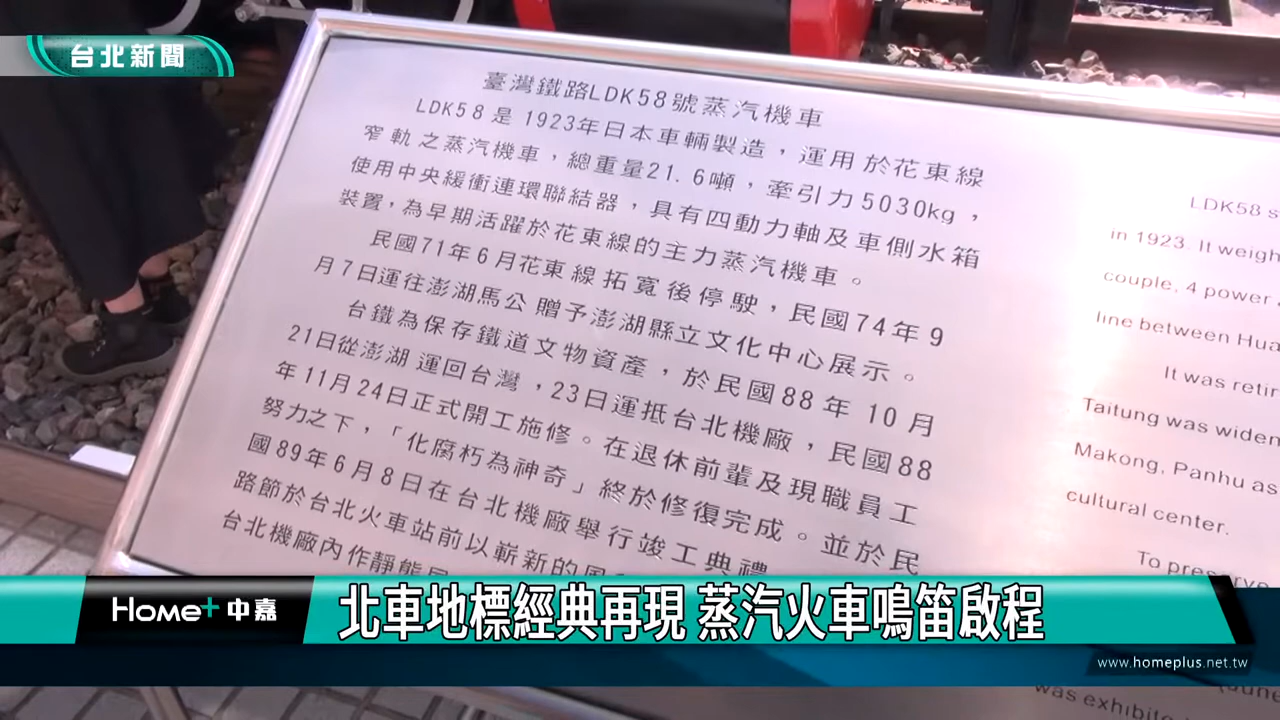 台北新聞
臺灣鐵路LDK58號蒸汽機車
LDK58是 1923年日本車輛製造，運用於花東線
窄軌之蒸汽機車，總重量21.6噸，牽引力5030kg，
使用中央緩衝連環聯結器，具有四動力軸及車側水箱
裝置，為早期活躍於花東線的主力蒸汽機車。
民國71年6月花東線拓寬後停駛，民國74年9
月7日運往澎湖馬公 贈予澎湖縣立文化中心展示。
台鐵為保存鐵道文物資產，於民國88年10月
21日從澎湖 運回台灣，23日運抵台北機廠，民國88
年11月24日正式開工施修。在退休前輩及現職員工
努力之下，「化腐朽為神奇」終於修復完成。並於民
國89年6月8日在台北機廠舉行竣工典禮
路節於台北火車站前以嶄新的
台北機廠內作靜態
LDK58
in 1923. It
couple, 4 power
line between
It was
Taitung was
Makong, Panhu as
cultural center.
To preserve
was
Home+ 中嘉
北車地標經典再現 蒸汽火車鳴笛啟程
www.homeplus.net.tw